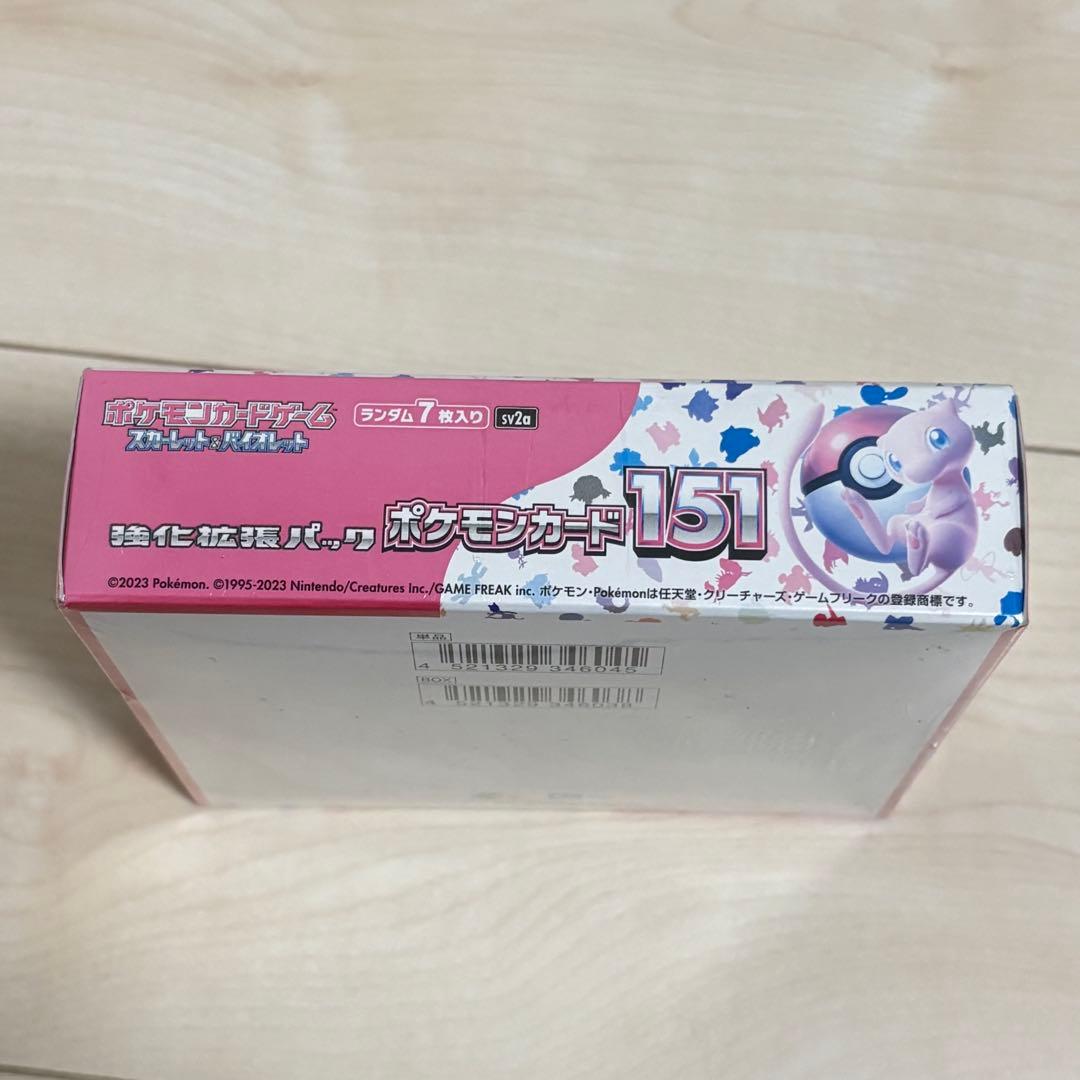 ポケモンカードゲーム
スカーレット&バイオレット
ランダム7枚入り
sv2a
強化拡張パック ポケモンカード151
©2023 Pokémon. ©1995-2023 Nintendo/Creatures inc./GAME FREAK inc. ポケモン・Pokémonは任天堂・クリーチャーズ・ゲームフリークの登録商標です。
単品
4 521329 346045
BOX
4 521329 346038